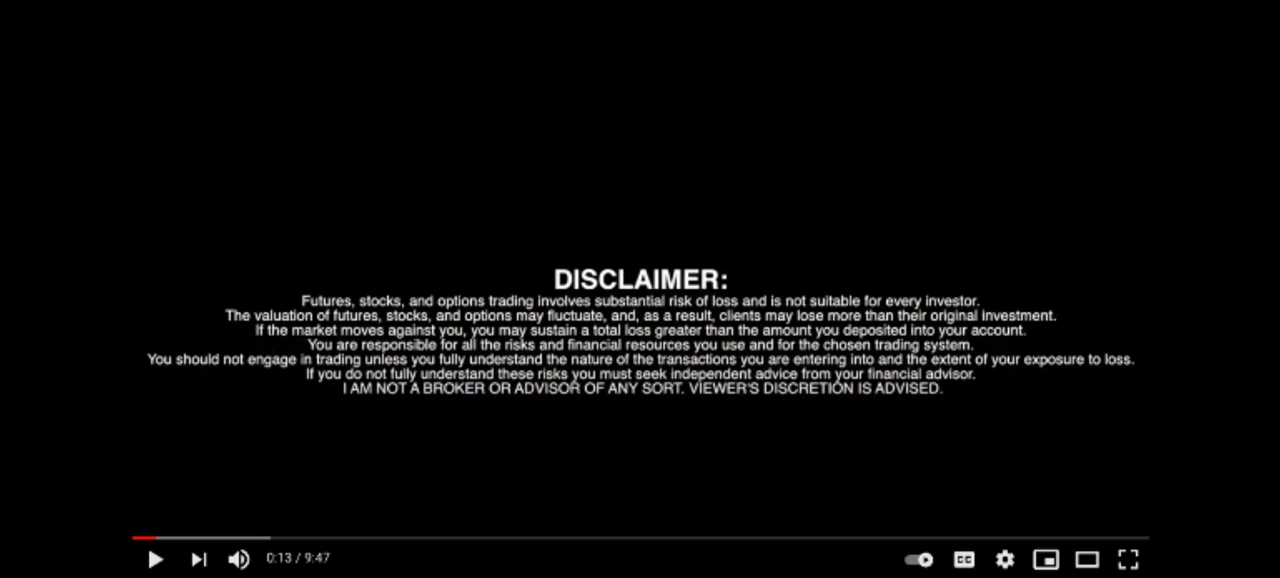 DISCLAIMER:
Futures, stocks, and options trading involves substantial risk of loss and is not suitable for every investor.
The valuation of futures, stocks, and options may fluctuate, and, as a result, clients may lose more than their original investment.
If the market moves against you, you may sustain a total loss greater than the amount you deposited into your account.
You are responsible for all the risks and financial resources you use and for the chosen trading system.
You should not engage in trading unless you fully understand the nature of the transactions you are entering into and the extent of your exposure to loss.
If you do not fully understand these risks you must seek independent advice from your financial advisor.
I AM NOT A BROKER OR ADVISOR OF ANY SORT. VIEWER'S DISCRETION IS ADVISED.
0:13 / 9:47 CC